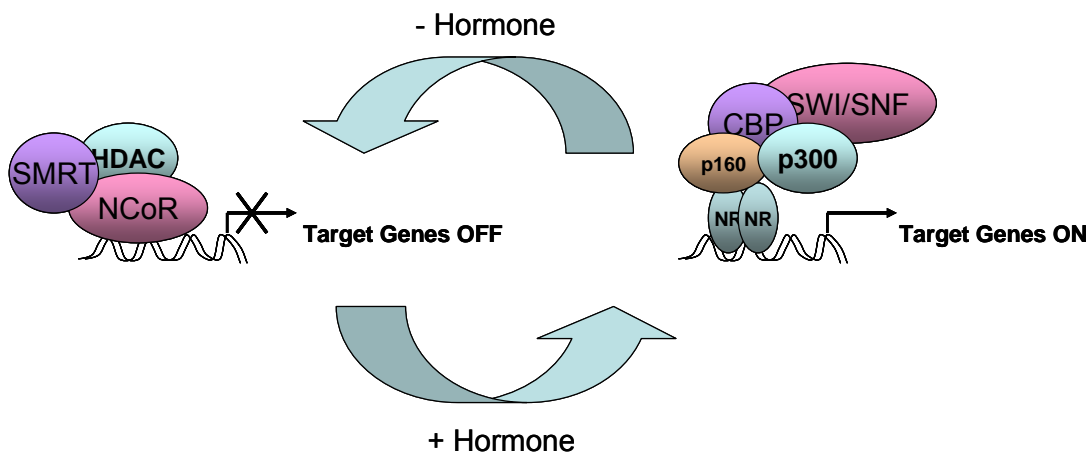 - Hormone
SMRT
HDAC
NCoR
Target Genes OFF
SWI/SNF
CBP
p160
p300
NR
NR
Target Genes ON
+ Hormone